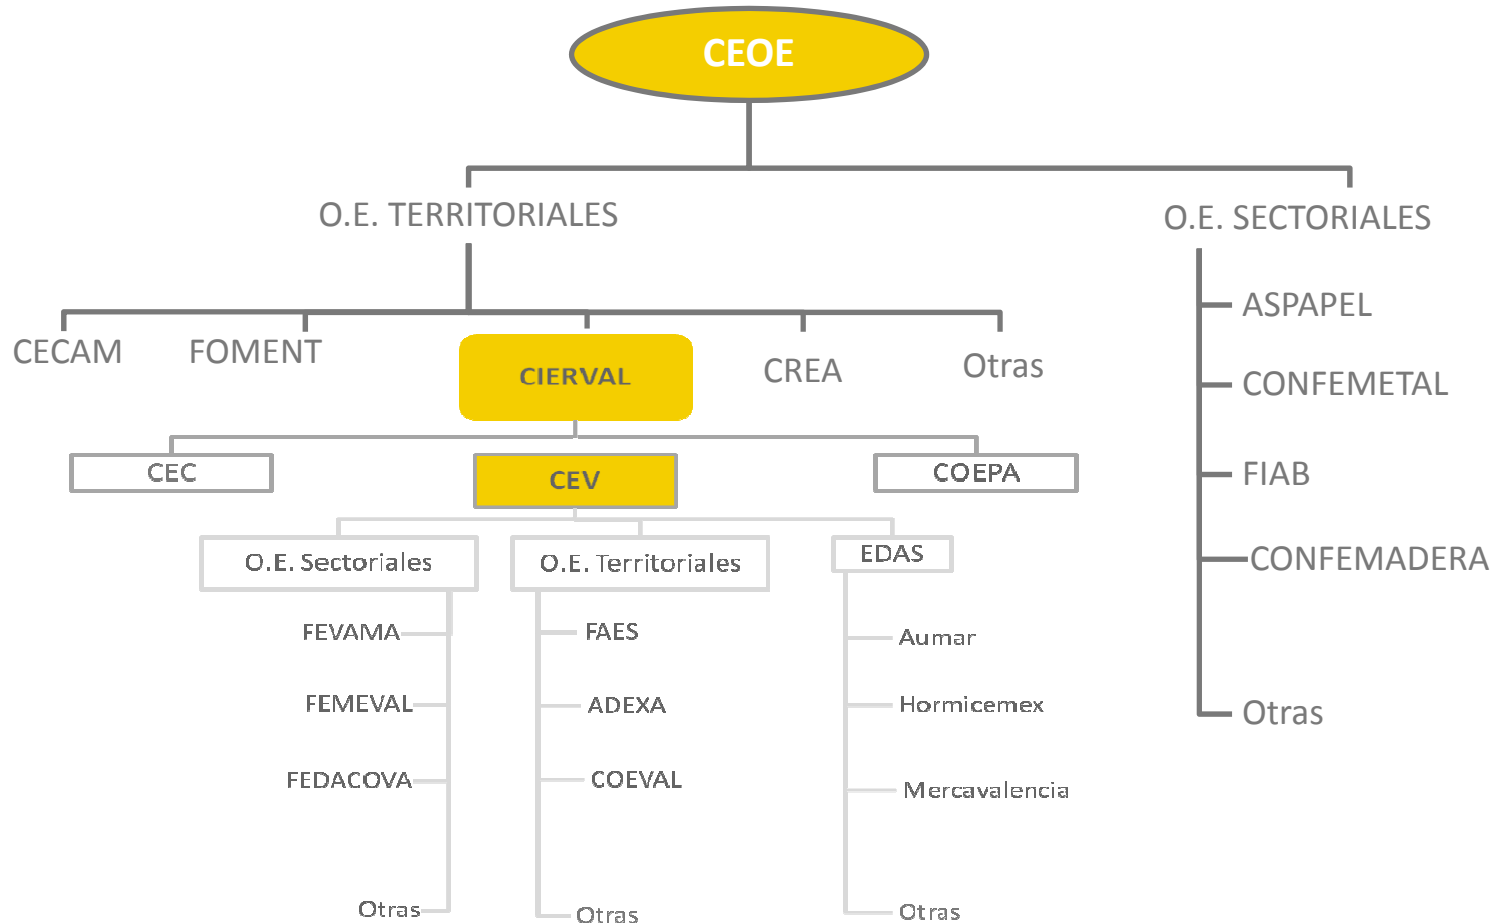 CEOE
O.E. TERRITORIALES
O.E. SECTORIALES
CECAM
FOMENT
CIERVAL
CREA
Otras
ASPAPEL
CONFEMETAL
FIAB
CONFEMADERA
Otras
CEC
CEV
COEPA
O.E. Sectoriales
O.E. Territoriales
EDAS
FEVAMA
FEMEVAL
FEDACOVA
Otras
FAES
ADEXA
COEVAL
Otras
Aumar
Hormicemex
Mercavalencia
Otras